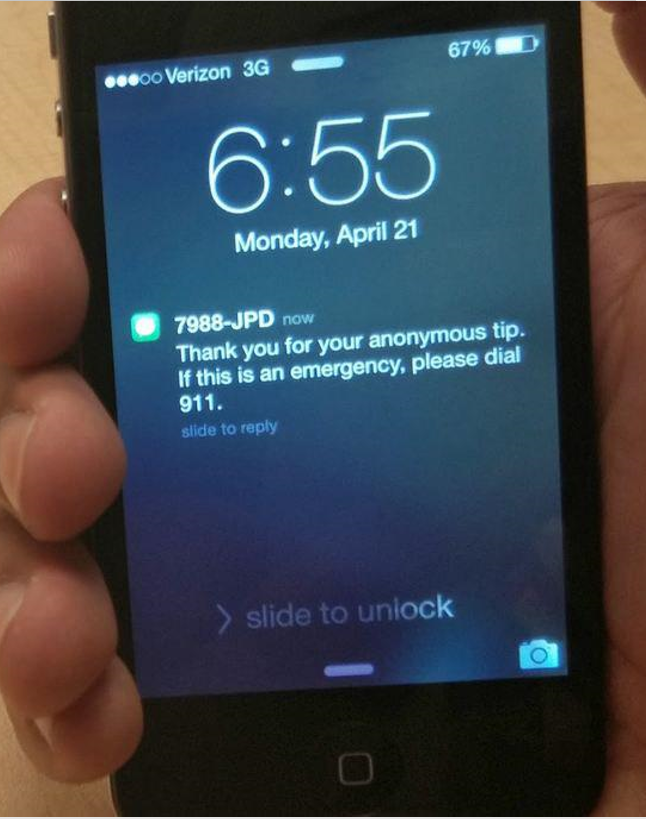 ●●●○○ Verizon 3G 67%
6:55
Monday, April 21
7988-JPD now
Thank you for your anonymous tip.
If this is an emergency, please dial
911.
slide to reply
> slide to unlock